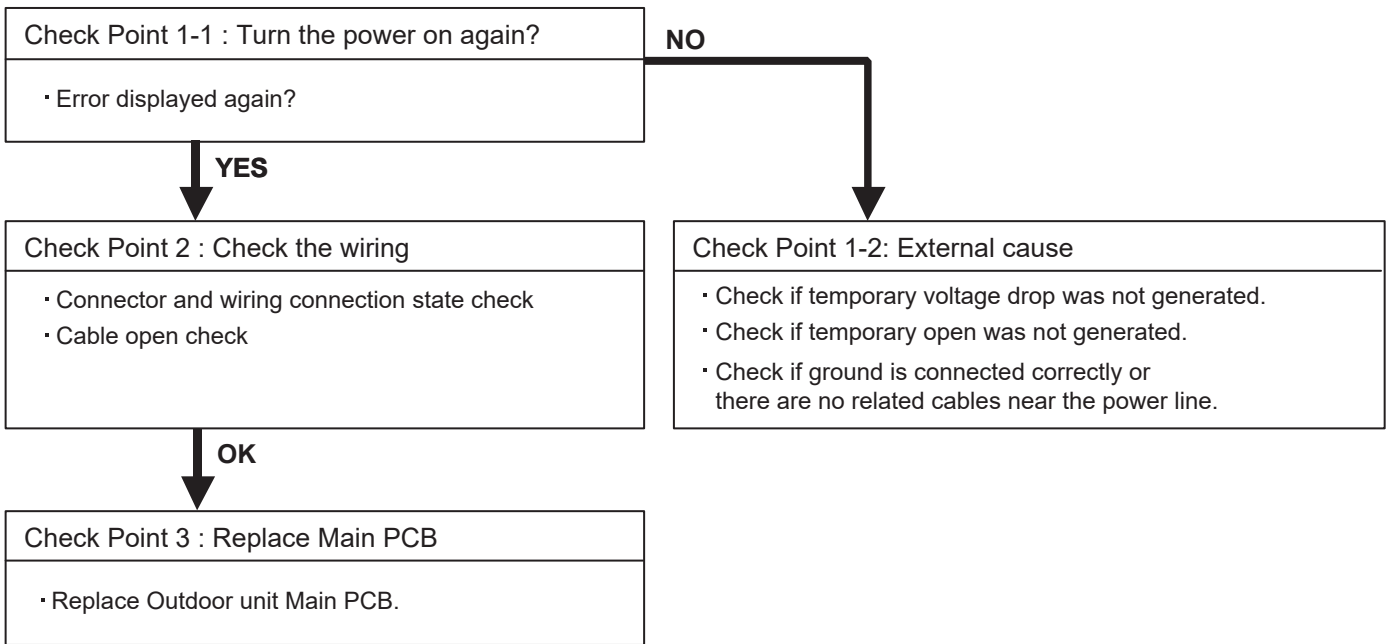 Check Point 1-1 : Turn the power on again?
· Error displayed again?
NO
YES
Check Point 2 : Check the wiring
· Connector and wiring connection state check
· Cable open check
Check Point 1-2: External cause
· Check if temporary voltage drop was not generated.
· Check if temporary open was not generated.
· Check if ground is connected correctly or
there are no related cables near the power line.
OK
Check Point 3 : Replace Main PCB
· Replace Outdoor unit Main PCB.